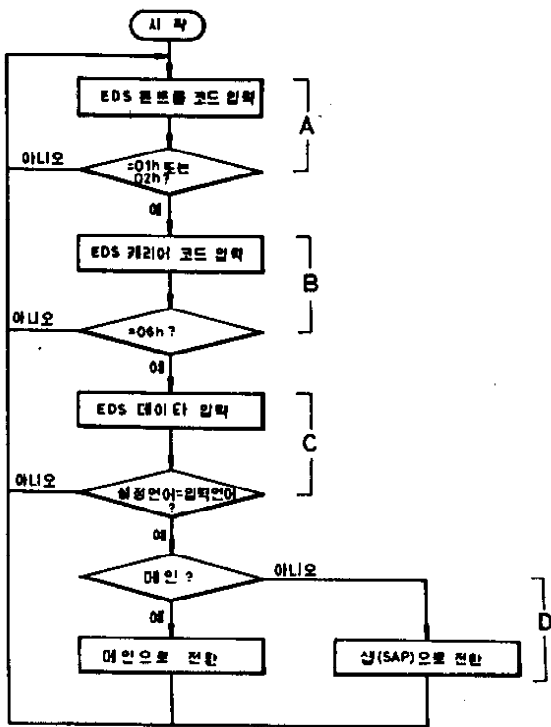 시 작
EDS 콘트롤 코드 입력
A
아니오
=01h 또는
02h ?
예
EDS 캐리어 코드 입력
B
아니오
=06h ?
예
EDS 데이타 입력
C
아니오
설정언어=입력언어
?
예
메인 ?
아니오
예
D
메인으로 전환
샙(SAP)으로 전환